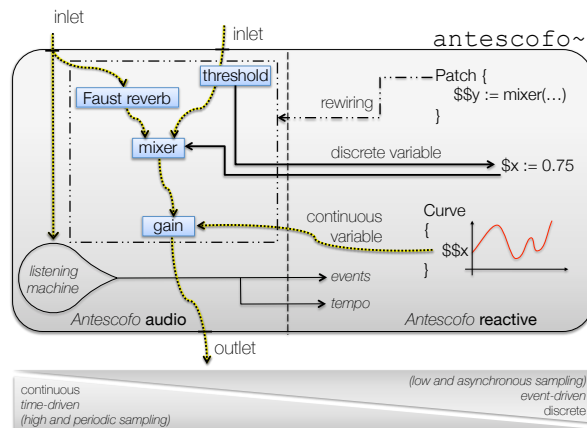 inlet
inlet
antescofo~
threshold
Patch {
$$y := mixer(…)
}
Faust reverb
rewiring
mixer
discrete variable
$x := 0.75
continuous
variable
Curve
{
$$x
}
gain
listening
machine
events
tempo
Antescofo audio
Antescofo reactive
outlet
continuous
time-driven
(high and periodic sampling)
(low and asynchronous sampling)
event-driven
discrete